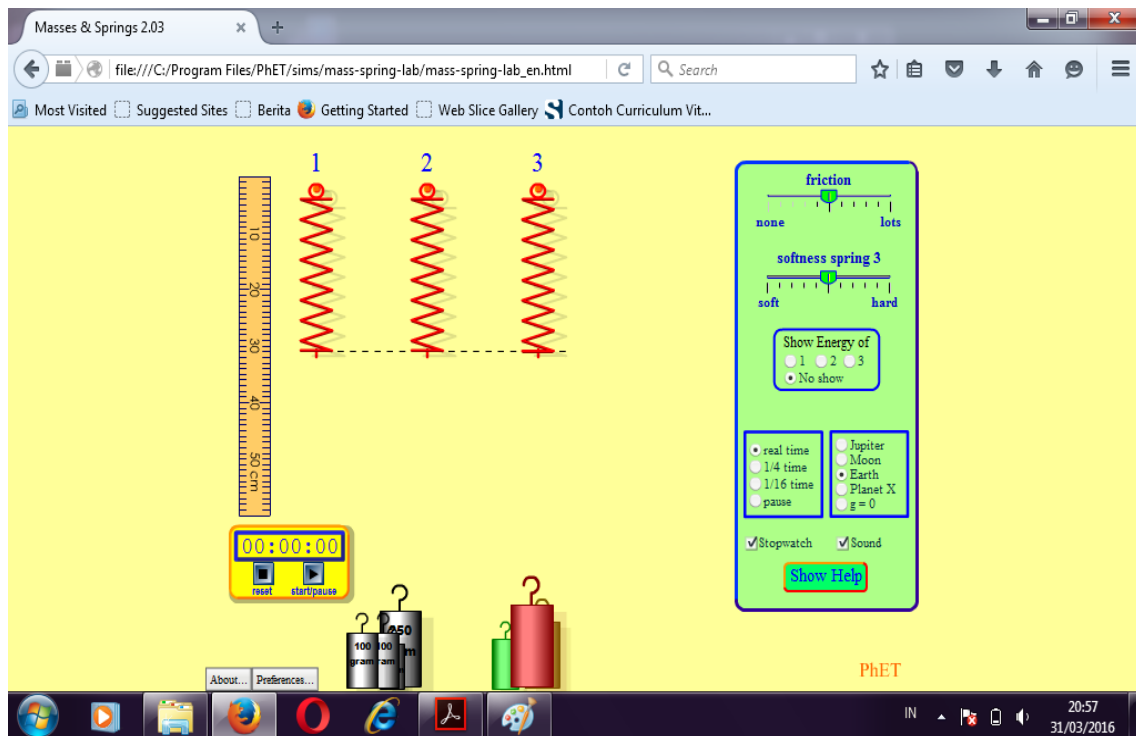 Masses & Springs 2.03
file:///C:/Program Files/PhET/sims/mass-spring-lab/mass-spring-lab_en.html
Search
Most Visited Suggested Sites Berita Getting Started Web Slice Gallery Contoh Curriculum Vit...
1 2 3
10
20
30
40
50 cm
friction
none lots
softness spring 3
soft hard
Show Energy of
1 2 3
No show
real time
1/4 time
1/16 time
pause
Jupiter
Moon
Earth
Planet X
g = 0
Stopwatch Sound
Show Help
00:00:00
reset start/pause
100
gram
250
PhET
About... Preferences...
IN
20:57
31/03/2016